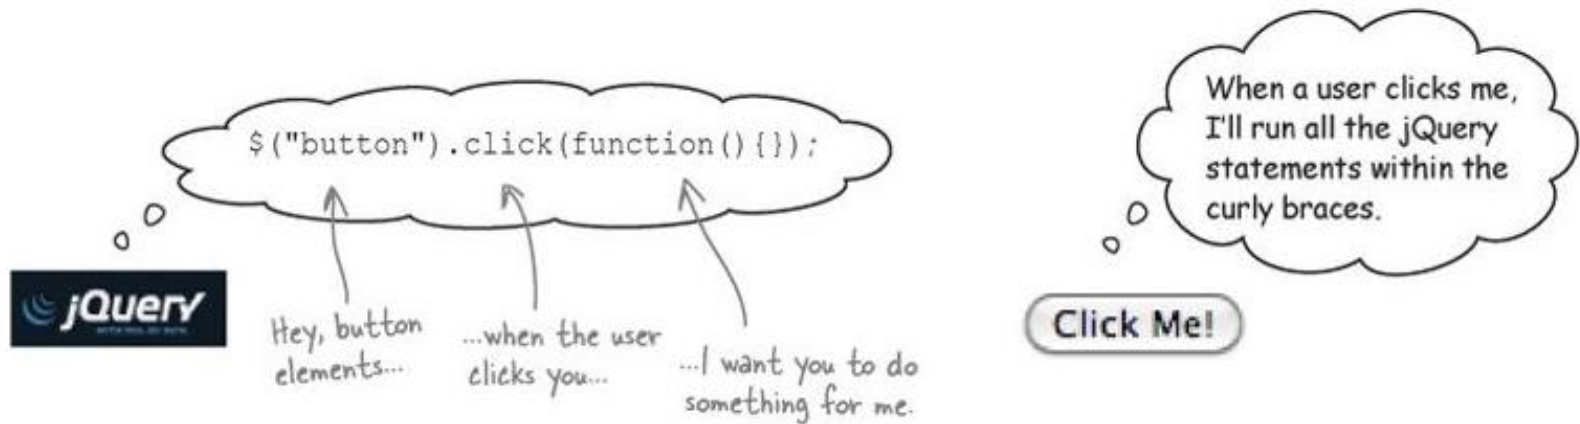 $("button").click(function(){});
jQuery
Hey, button
elements...
...when the user
clicks you...
...I want you to do
something for me.
When a user clicks me,
I'll run all the jQuery
statements within the
curly braces.
Click Me!